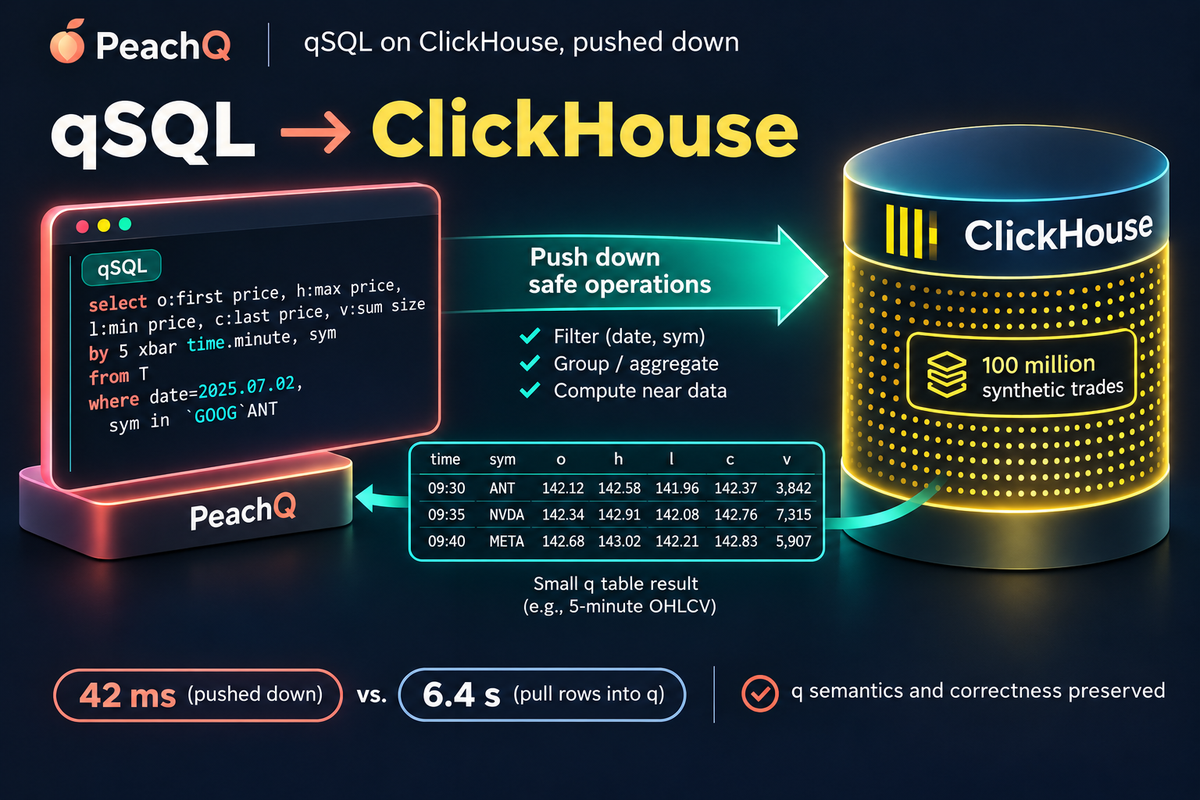 PeachQ
qSQL on ClickHouse, pushed down
qSQL → ClickHouse
qSQL
select o:first price, h:max price,
l:min price, c:last price, v:sum size
by 5 xbar time.minute, sym
from T
where date=2025.07.02,
sym in `GOOG`ANT
PeachQ
Push down
safe operations
Filter (date, sym)
Group / aggregate
Compute near data
ClickHouse
100 million
synthetic trades
time sym o h l c v
09:30 ANT 142.12 142.58 141.96 142.37 3,842
09:35 NVDA 142.34 142.91 142.08 142.76 7,315
09:40 META 142.68 143.02 142.21 142.83 5,907
Small q table result
(e.g., 5-minute OHLCV)
42 ms (pushed down) vs. 6.4 s (pull rows into q)
q semantics and correctness preserved